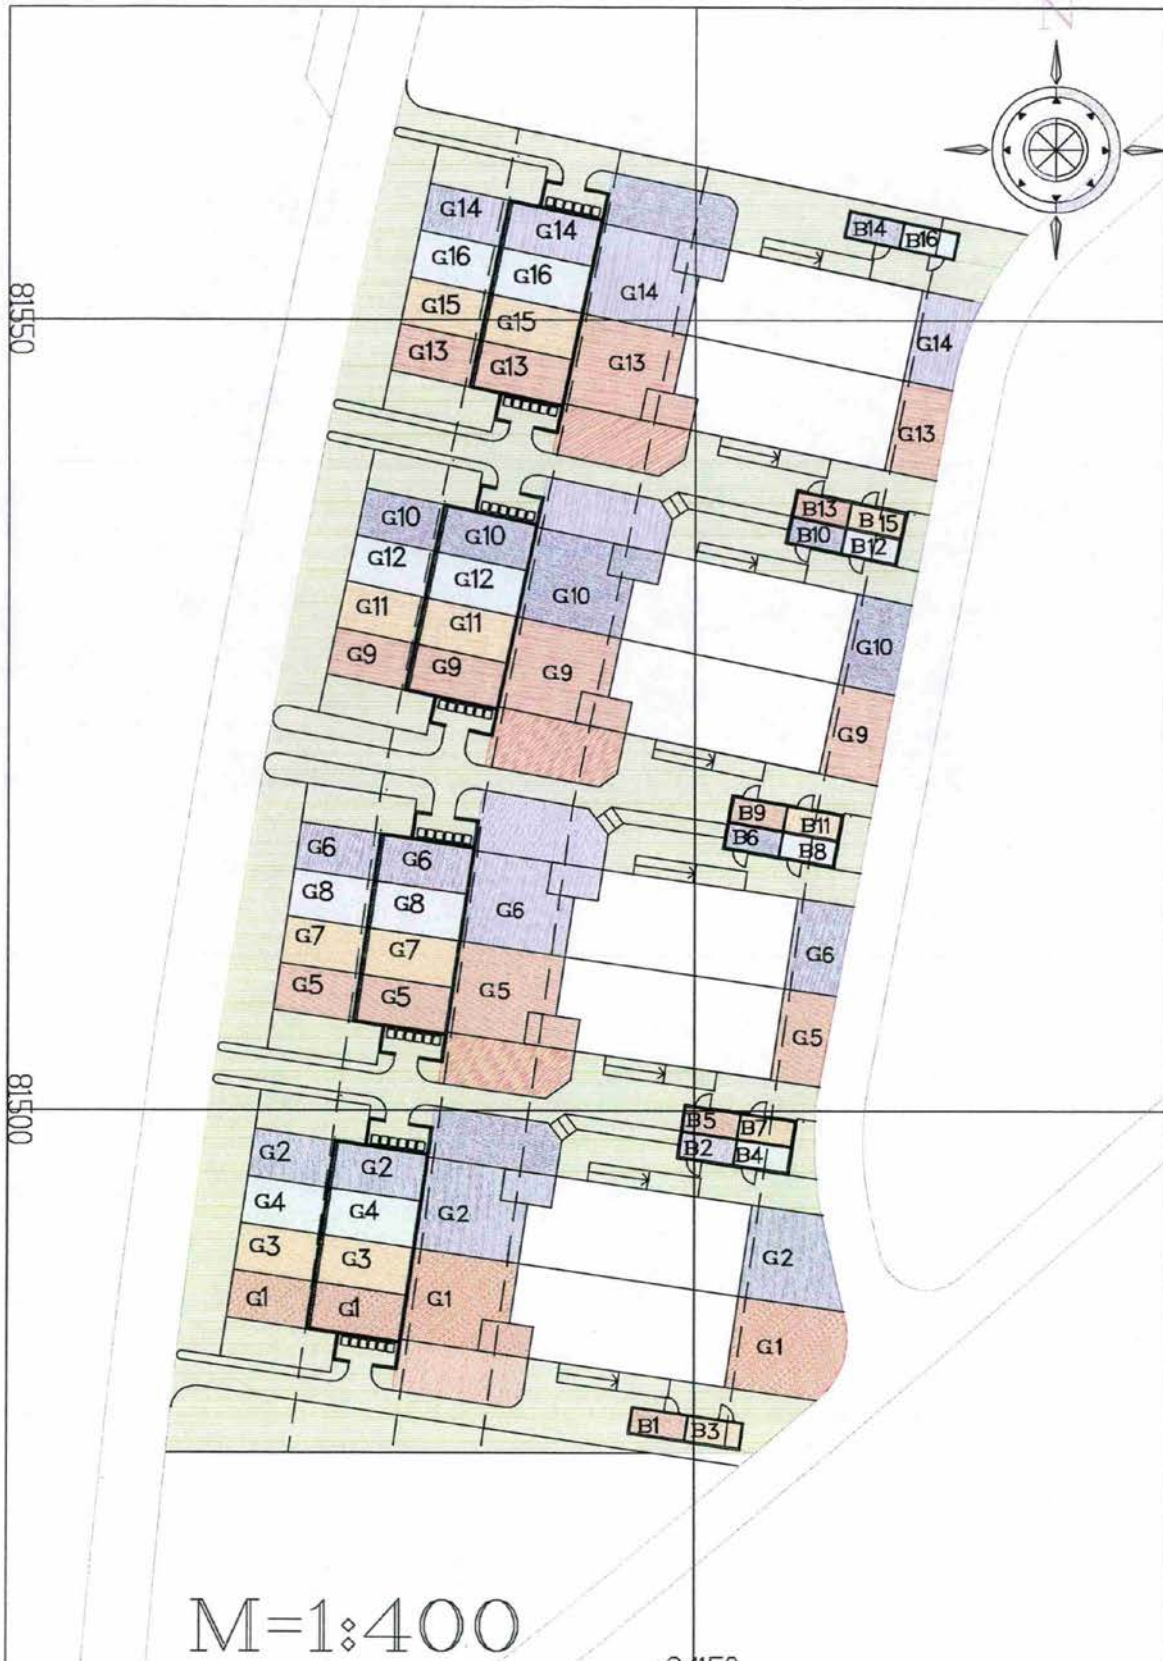 N
G14 G14 B14 B16
G16 G16 G14
81550 G15 G15 G14
G13 G13 G13
G13
B13 B15
G10 G10 B10 B12
G12 G12 G10
G11 G11 G10
G9 G9 G9
G9
B9 B11
G6 G6 B6 B8
G8 G8 G6
G7 G7 G6
G5 G5 G5
G5
81500 B5 B7
G2 G2 B2 B4
G4 G4 G2
G3 G3 G2
G1 G1 G1
G1
B1 B3
M=1:400